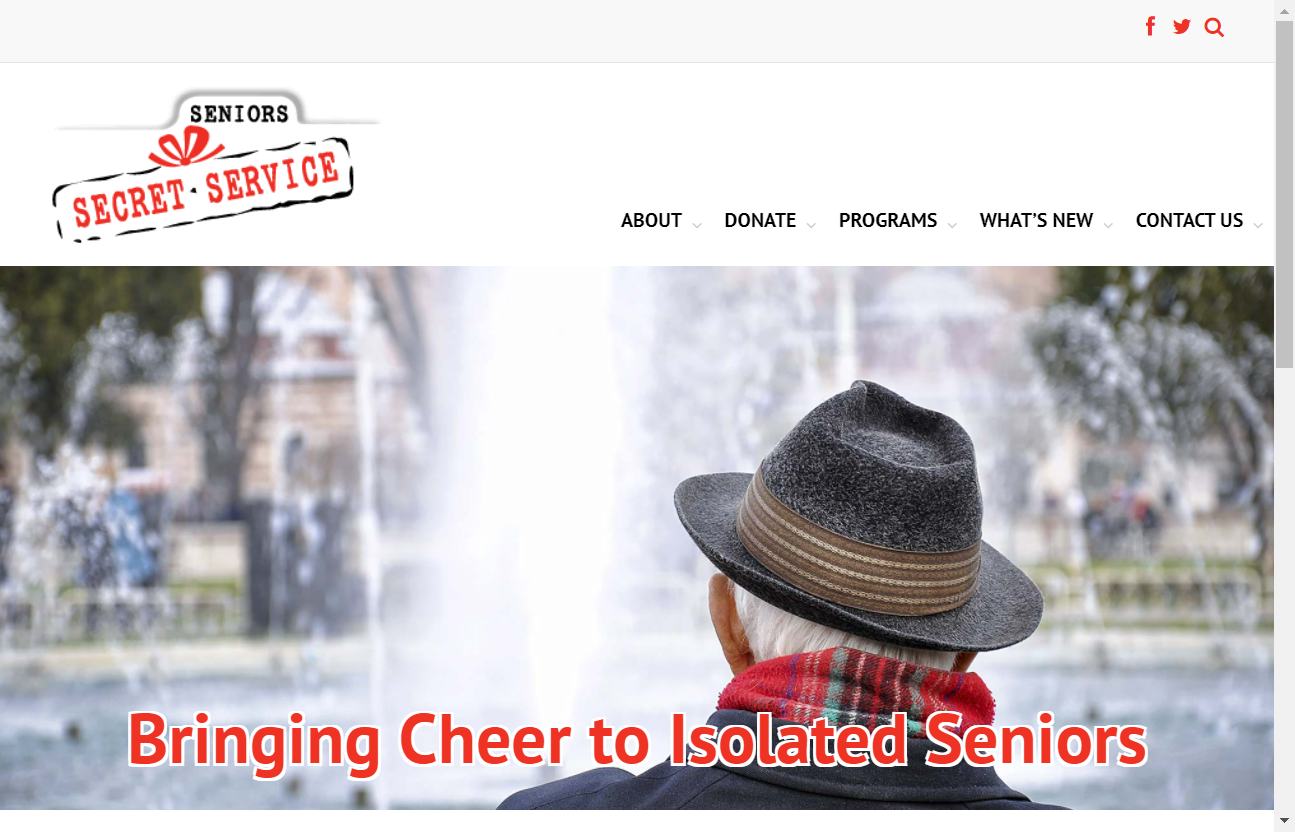 SENIORS
SECRET · SERVICE
ABOUT DONATE PROGRAMS WHAT’S NEW CONTACT US
Bringing Cheer to Isolated Seniors